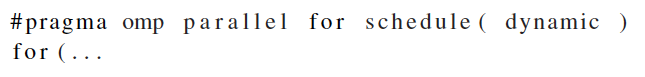 #pragma omp parallel for schedule( dynamic )
for (...